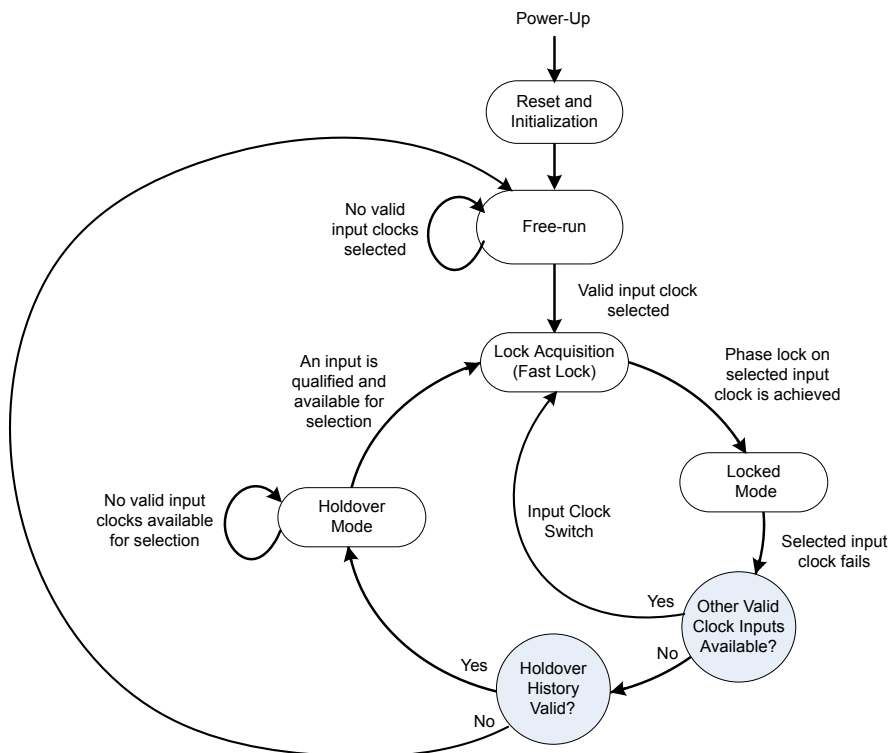 Power-Up
Reset and
Initialization
No valid
input clocks
selected
Free-run
Valid input clock
selected
An input is
qualified and
available for
selection
Lock Acquisition
(Fast Lock)
Phase lock on
selected input
clock is achieved
No valid input
clocks available
for selection
Holdover
Mode
Input Clock
Switch
Locked
Mode
Selected input
clock fails
Yes
Other Valid
Clock Inputs
Available?
No
Yes
Holdover
History
Valid?
No